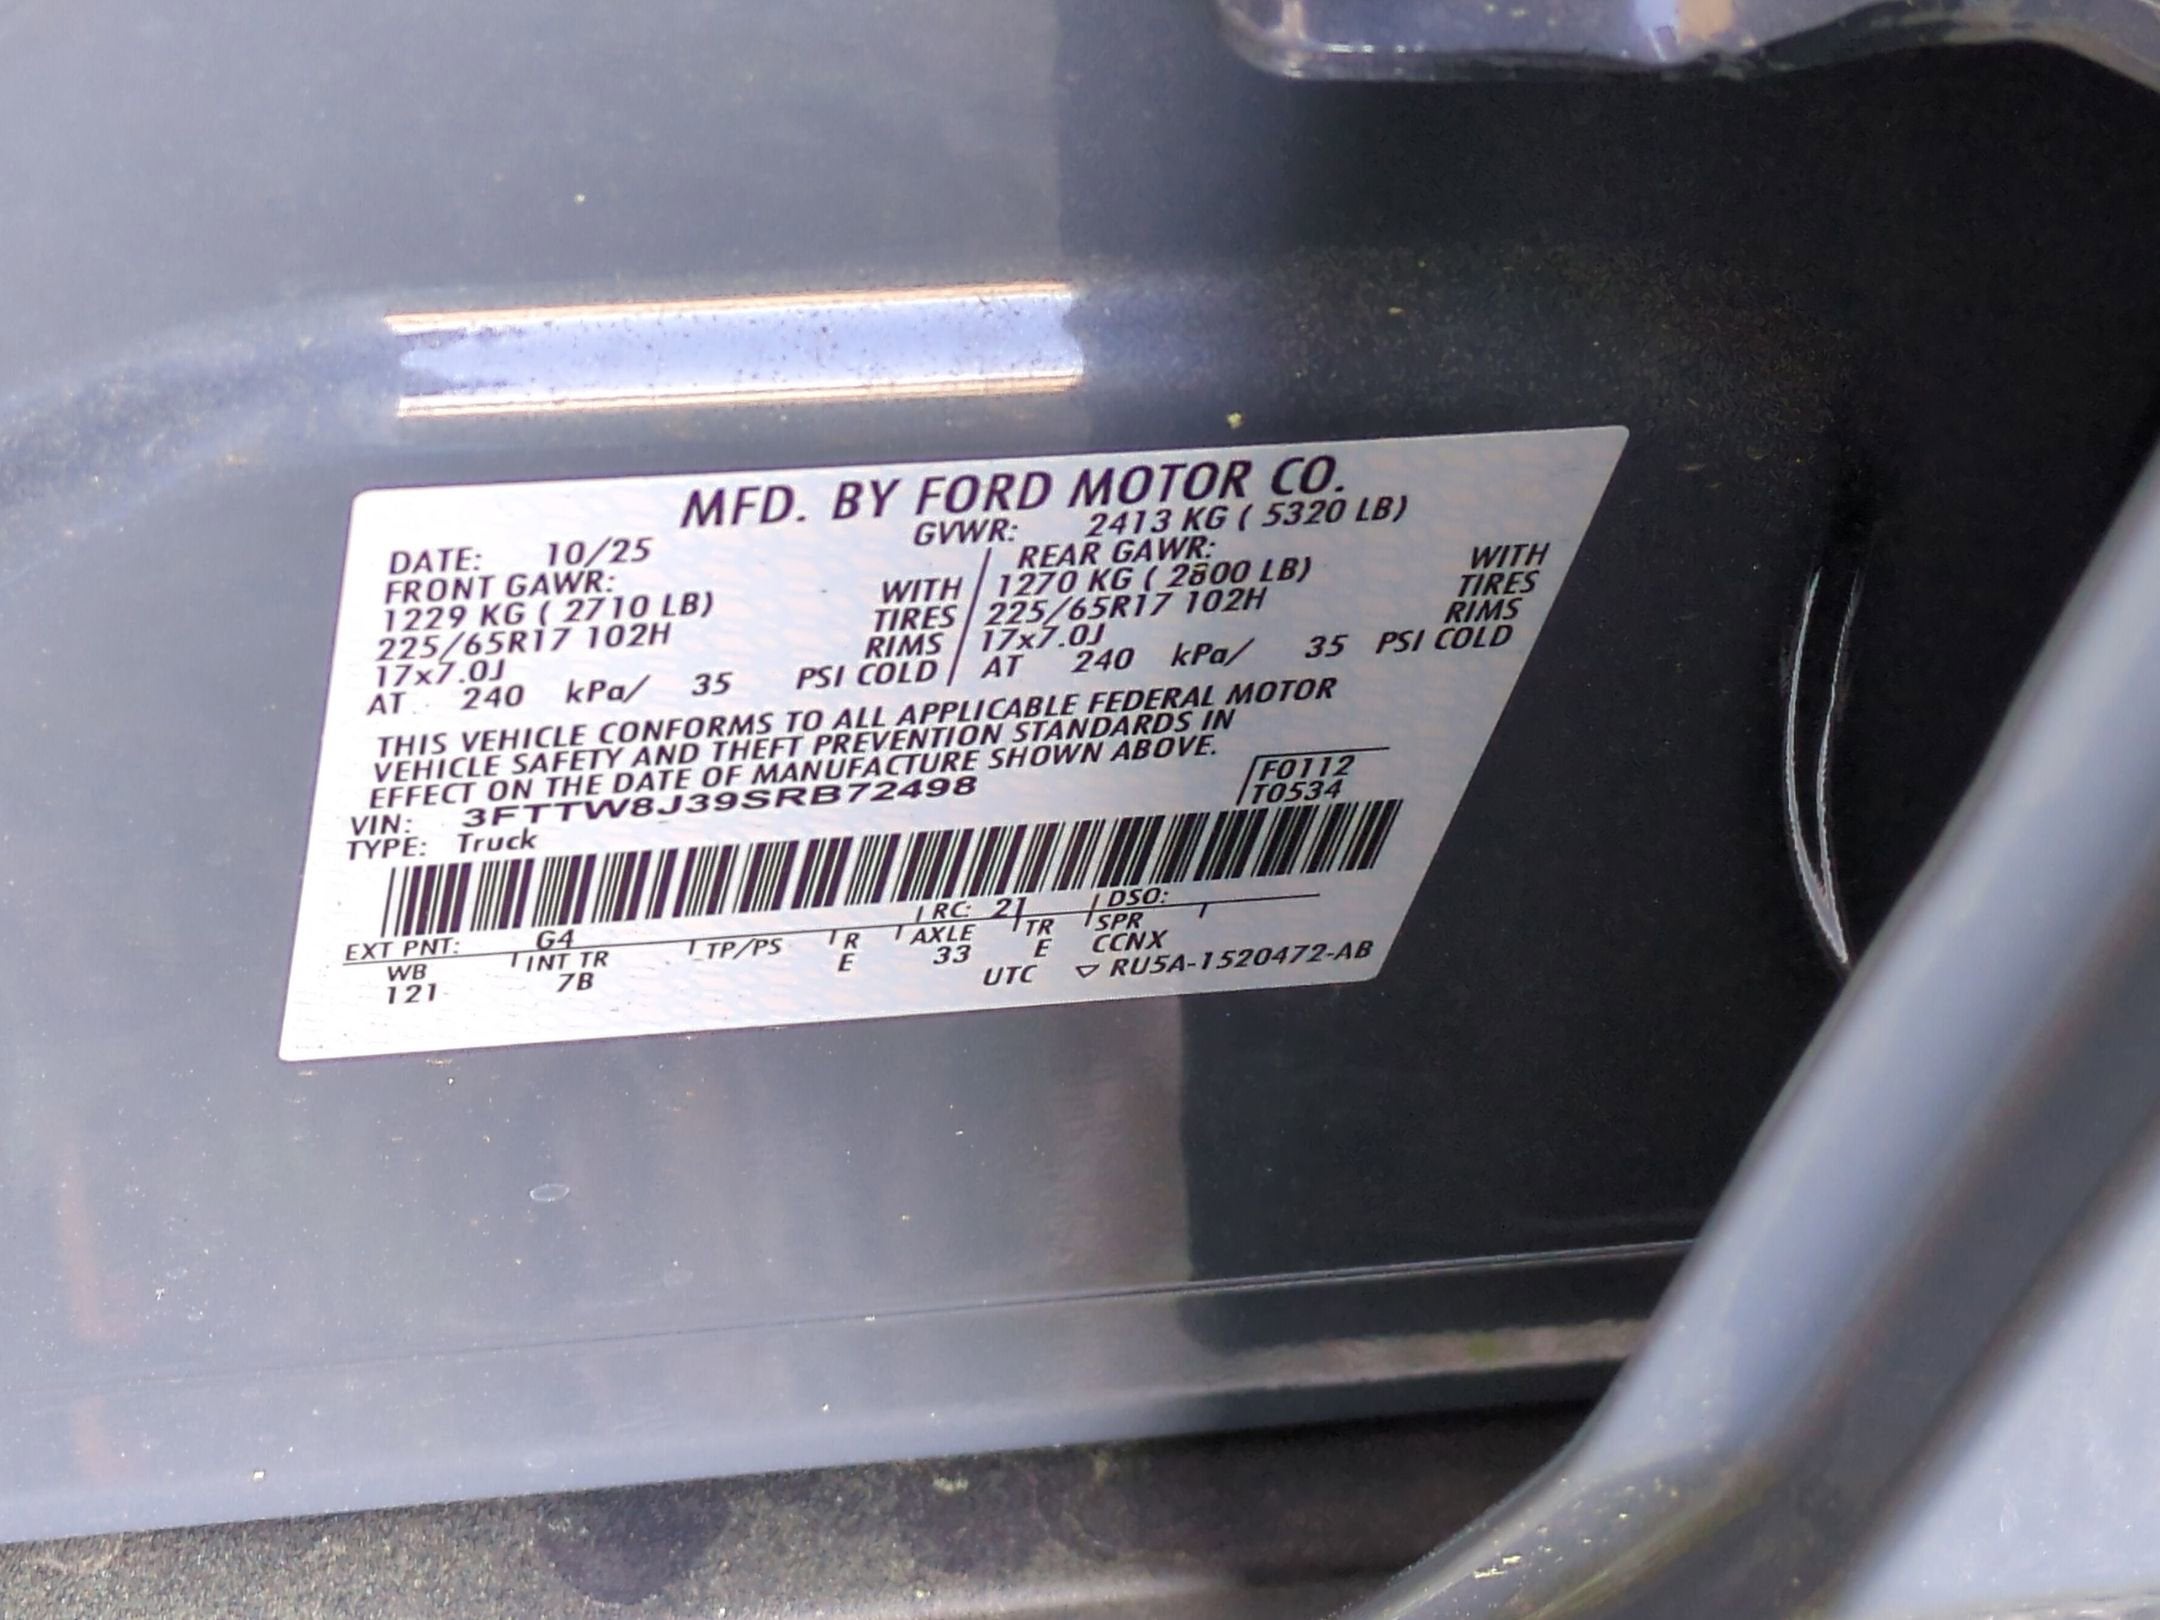 MFD. BY FORD MOTOR CO.
DATE: 10/25 GVWR: 2413 KG ( 5320 LB)
FRONT GAWR: REAR GAWR:
1229 KG ( 2710 LB) WITH 1270 KG ( 2800 LB) WITH
225/65R17 102H TIRES 225/65R17 102H TIRES
17x7.0J RIMS 17x7.0J RIMS
AT 240 kPa/ 35 PSI COLD AT 240 kPa/ 35 PSI COLD
THIS VEHICLE CONFORMS TO ALL APPLICABLE FEDERAL MOTOR
VEHICLE SAFETY AND THEFT PREVENTION STANDARDS IN
EFFECT ON THE DATE OF MANUFACTURE SHOWN ABOVE.
VIN: 3FTTW8J39SRB72498 F0112
TYPE: Truck T0534
EXT PNT: G4 RC: 21 DSO:
WB INT TR TP/PS R AXLE TR SPR
121 7B E 33 E CCNX
UTC ▽ RU5A-1520472-AB